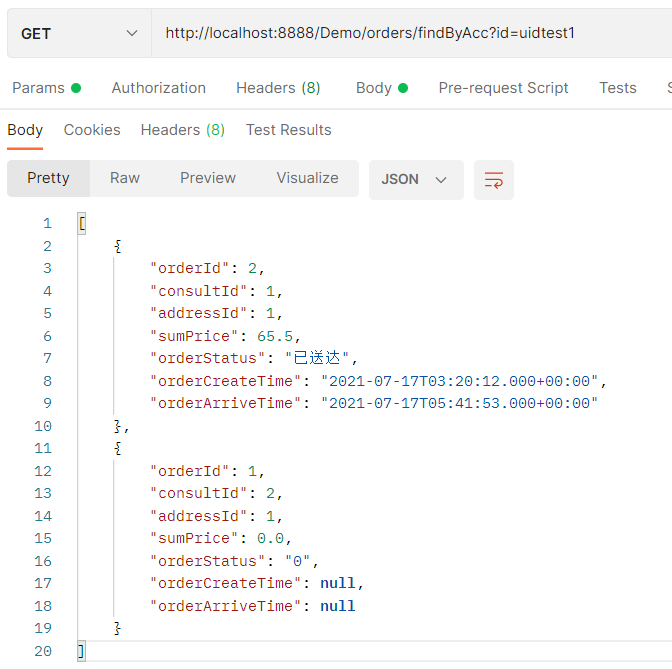 GET http://localhost:8888/Demo/orders/findByAcc?id=uidtest1
Params Authorization Headers (8) Body Pre-request Script Tests
Body Cookies Headers (8) Test Results
Pretty Raw Preview Visualize JSON
1 [
2 {
3 "orderId": 2,
4 "consultId": 1,
5 "addressId": 1,
6 "sumPrice": 65.5,
7 "orderStatus": "已送达",
8 "orderCreateTime": "2021-07-17T03:20:12.000+00:00",
9 "orderArriveTime": "2021-07-17T05:41:53.000+00:00"
10 },
11 {
12 "orderId": 1,
13 "consultId": 2,
14 "addressId": 1,
15 "sumPrice": 0.0,
16 "orderStatus": "0",
17 "orderCreateTime": null,
18 "orderArriveTime": null
19 }
20 ]